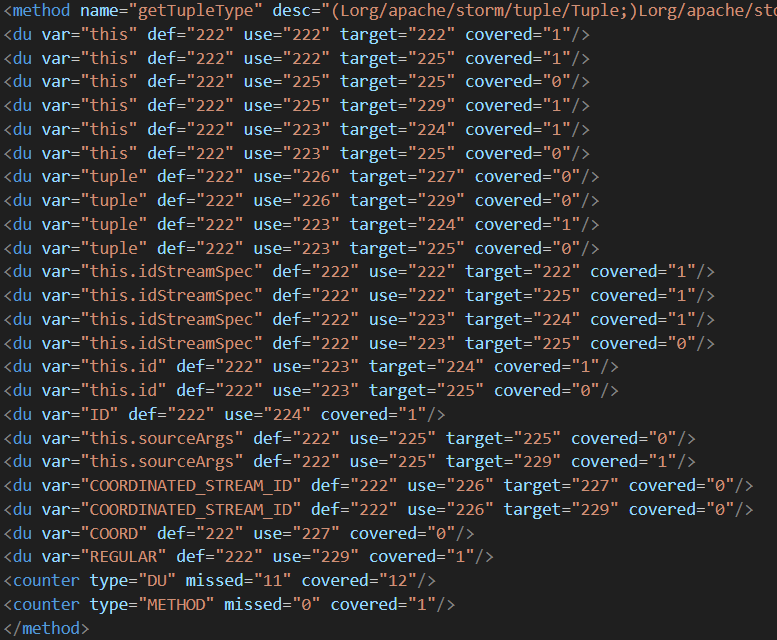 <method name="getTupleType" desc="(Lorg/apache/storm/tuple/Tuple;)Lorg/apache/sto
<du var="this" def="222" use="222" target="222" covered="1"/>
<du var="this" def="222" use="222" target="225" covered="1"/>
<du var="this" def="222" use="225" target="225" covered="0"/>
<du var="this" def="222" use="225" target="229" covered="1"/>
<du var="this" def="222" use="223" target="224" covered="1"/>
<du var="this" def="222" use="223" target="225" covered="0"/>
<du var="tuple" def="222" use="226" target="227" covered="0"/>
<du var="tuple" def="222" use="226" target="229" covered="0"/>
<du var="tuple" def="222" use="223" target="224" covered="1"/>
<du var="tuple" def="222" use="223" target="225" covered="0"/>
<du var="this.idStreamSpec" def="222" use="222" target="222" covered="1"/>
<du var="this.idStreamSpec" def="222" use="222" target="225" covered="1"/>
<du var="this.idStreamSpec" def="222" use="223" target="224" covered="1"/>
<du var="this.idStreamSpec" def="222" use="223" target="225" covered="0"/>
<du var="this.id" def="222" use="223" target="224" covered="1"/>
<du var="this.id" def="222" use="223" target="225" covered="0"/>
<du var="ID" def="222" use="224" covered="1"/>
<du var="this.sourceArgs" def="222" use="225" target="225" covered="0"/>
<du var="this.sourceArgs" def="222" use="225" target="229" covered="1"/>
<du var="COORDINATED_STREAM_ID" def="222" use="226" target="227" covered="0"/>
<du var="COORDINATED_STREAM_ID" def="222" use="226" target="229" covered="0"/>
<du var="COORD" def="222" use="227" covered="0"/>
<du var="REGULAR" def="222" use="229" covered="1"/>
<counter type="DU" missed="11" covered="12"/>
<counter type="METHOD" missed="0" covered="1"/>
</method>